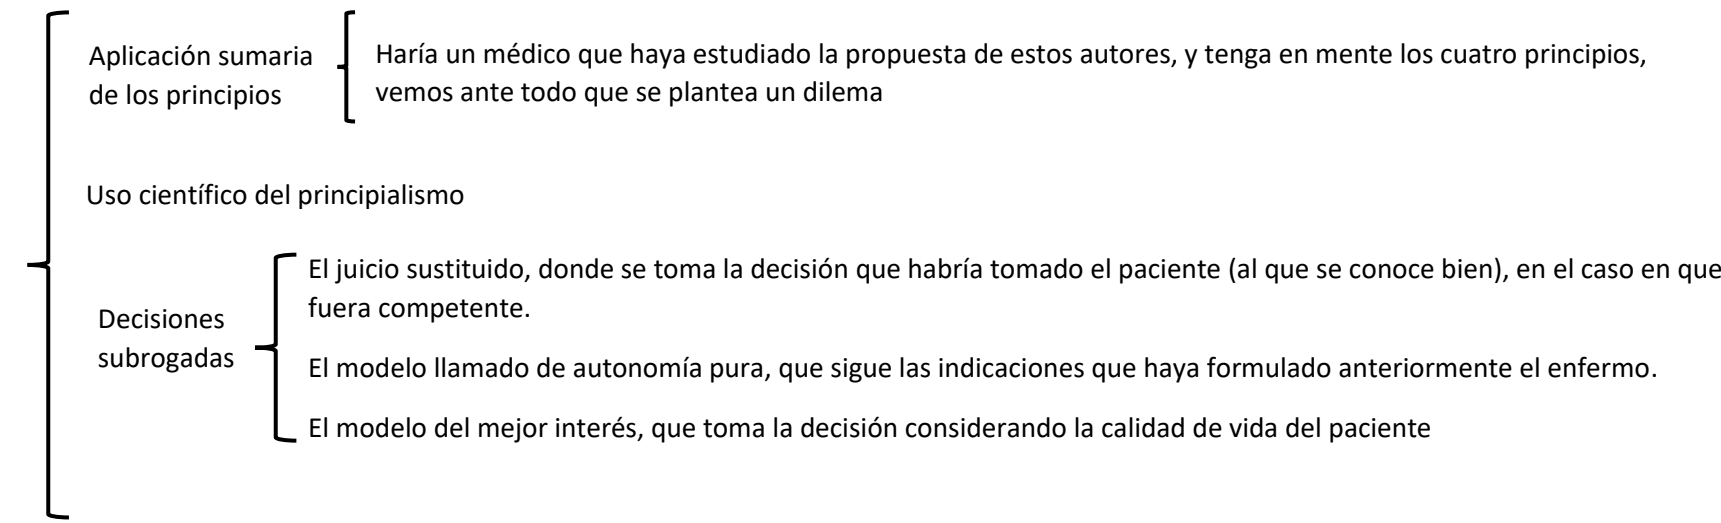 Aplicación sumaria
de los principios
Haría un médico que haya estudiado la propuesta de estos autores, y tenga en mente los cuatro principios,
vemos ante todo que se plantea un dilema
Uso científico del principialismo
Decisiones
subrogadas
El juicio sustituido, donde se toma la decisión que habría tomado el paciente (al que se conoce bien), en el caso en que
fuera competente.
El modelo llamado de autonomía pura, que sigue las indicaciones que haya formulado anteriormente el enfermo.
El modelo del mejor interés, que toma la decisión considerando la calidad de vida del paciente